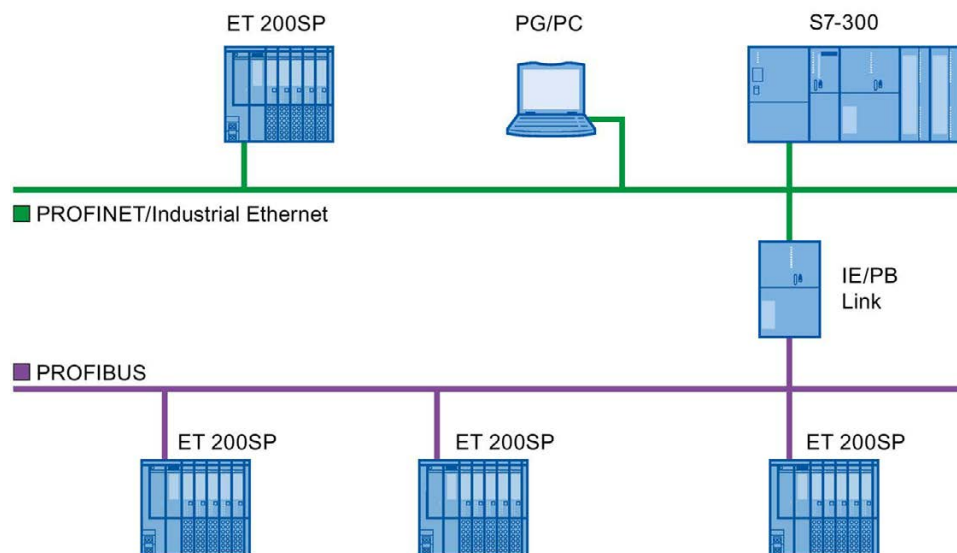 ET 200SP
PG/PC
S7-300
PROFINET/Industrial Ethernet
IE/PB
Link
PROFIBUS
ET 200SP
ET 200SP
ET 200SP